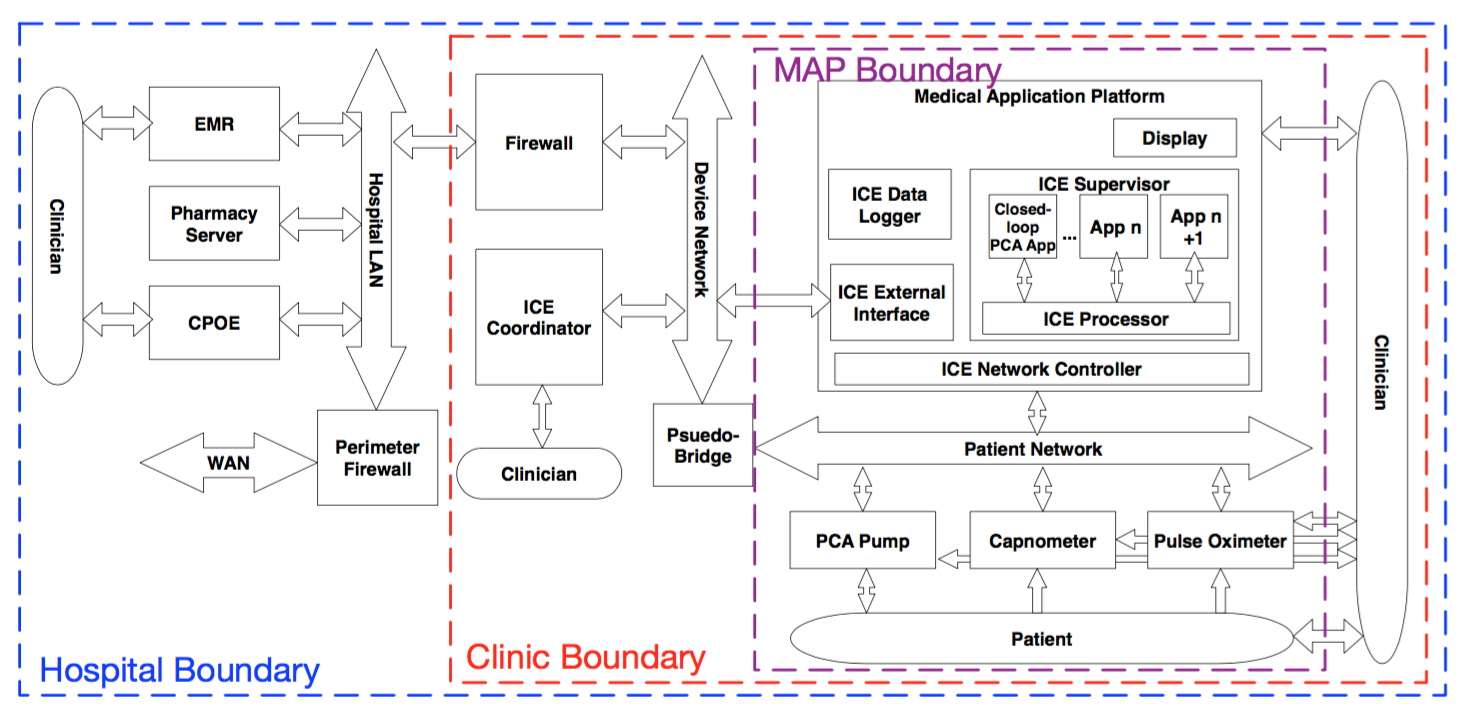 MAP Boundary
Medical Application Platform
EMR
Firewall
Display
Clinician
Pharmacy
Server
Hospital LAN
Device Network
ICE Data
Logger
ICE Supervisor
Closed-
loop
PCA App
...
App n
App n
+1
CPOE
ICE
Coordinator
ICE External
Interface
ICE Processor
ICE Network Controller
Clinician
WAN
Perimeter
Firewall
Clinician
Psuedo-
Bridge
Patient Network
PCA Pump
Capnometer
Pulse Oximeter
Patient
Hospital Boundary
Clinic Boundary